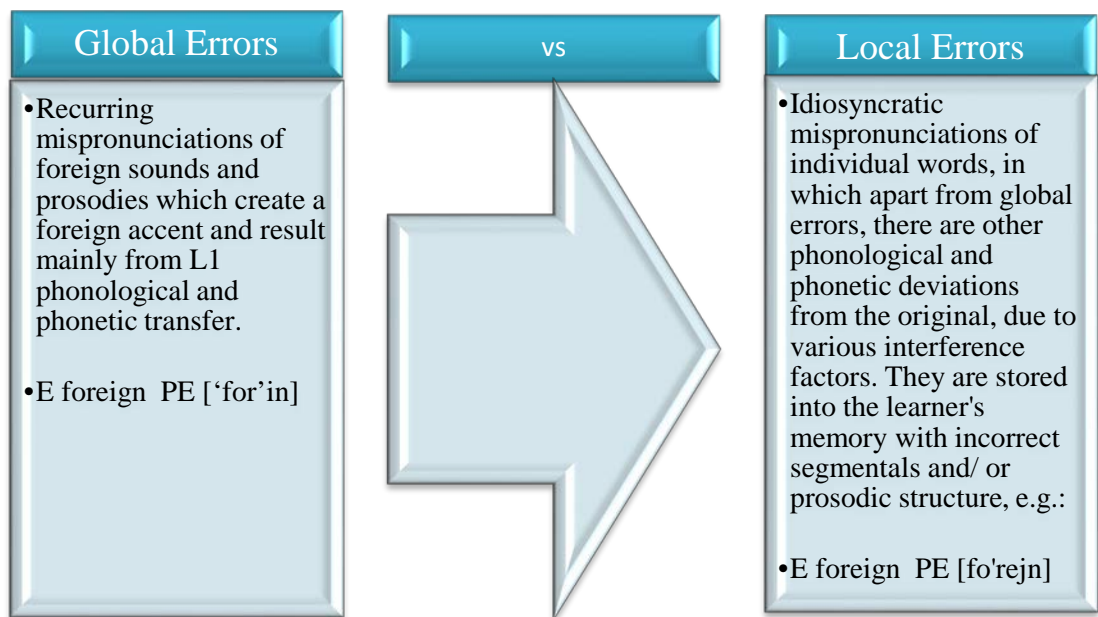 Global Errors
•Recurring
mispronunciations of
foreign sounds and
prosodies which create a
foreign accent and result
mainly from L1
phonological and
phonetic transfer.
•E foreign PE [‘for’in]
vs
Local Errors
•Idiosyncratic
mispronunciations of
individual words, in
which apart from global
errors, there are other
phonological and
phonetic deviations
from the original, due to
various interference
factors. They are stored
into the learner's
memory with incorrect
segmentals and/ or
prosodic structure, e.g.:
•E foreign PE [fo'rejn]